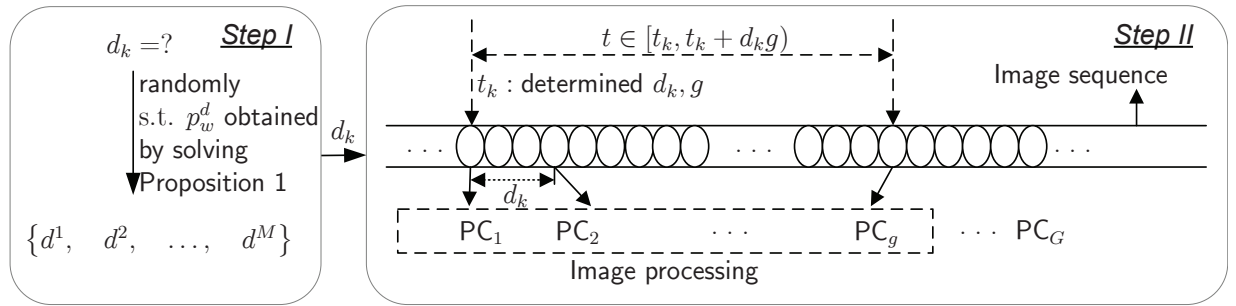 Step I
d_k =?
randomly
s.t. p_w^d obtained
by solving
Proposition 1
{d^1, d^2, ..., d^M}
d_k
Step II
t ∈ [t_k, t_k + d_k g)
t_k : determined d_k, g
Image sequence
· · · · · · · · ·
d_k
PC_1 PC_2 · · · PC_g · · · PC_G
Image processing